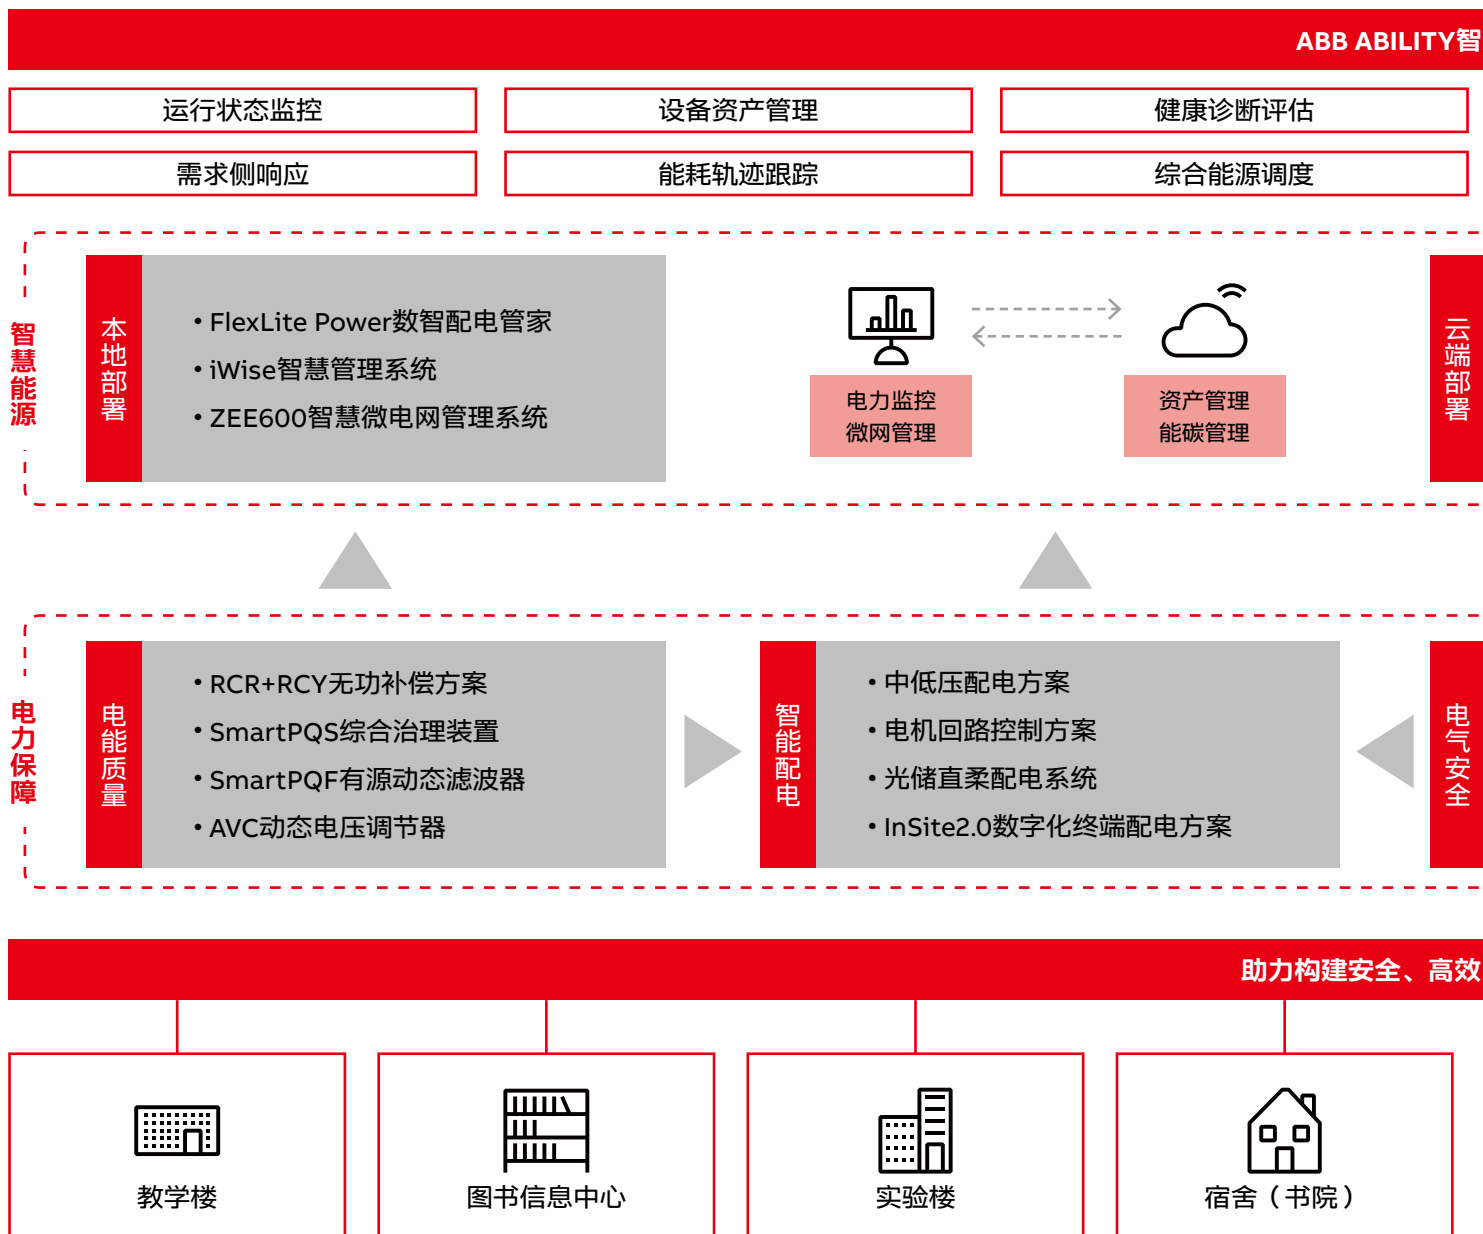 ABB ABILITY智
运行状态监控
设备资产管理
健康诊断评估
需求侧响应
能耗轨迹跟踪
综合能源调度
智慧能源
本地部署
• FlexLite Power数智配电管家
• iWise智慧管理系统
• ZEE600智慧微电网管理系统
电力监控
微网管理
资产管理
能碳管理
云端部署
电力保障
电能质量
• RCR+RCY无功补偿方案
• SmartPQS综合治理装置
• SmartPQF有源动态滤波器
• AVC动态电压调节器
智能配电
• 中低压配电方案
• 电机回路控制方案
• 光储直柔配电系统
• InSite2.0数字化终端配电方案
电气安全
助力构建安全、高效
教学楼
图书信息中心
实验楼
宿舍（书院）